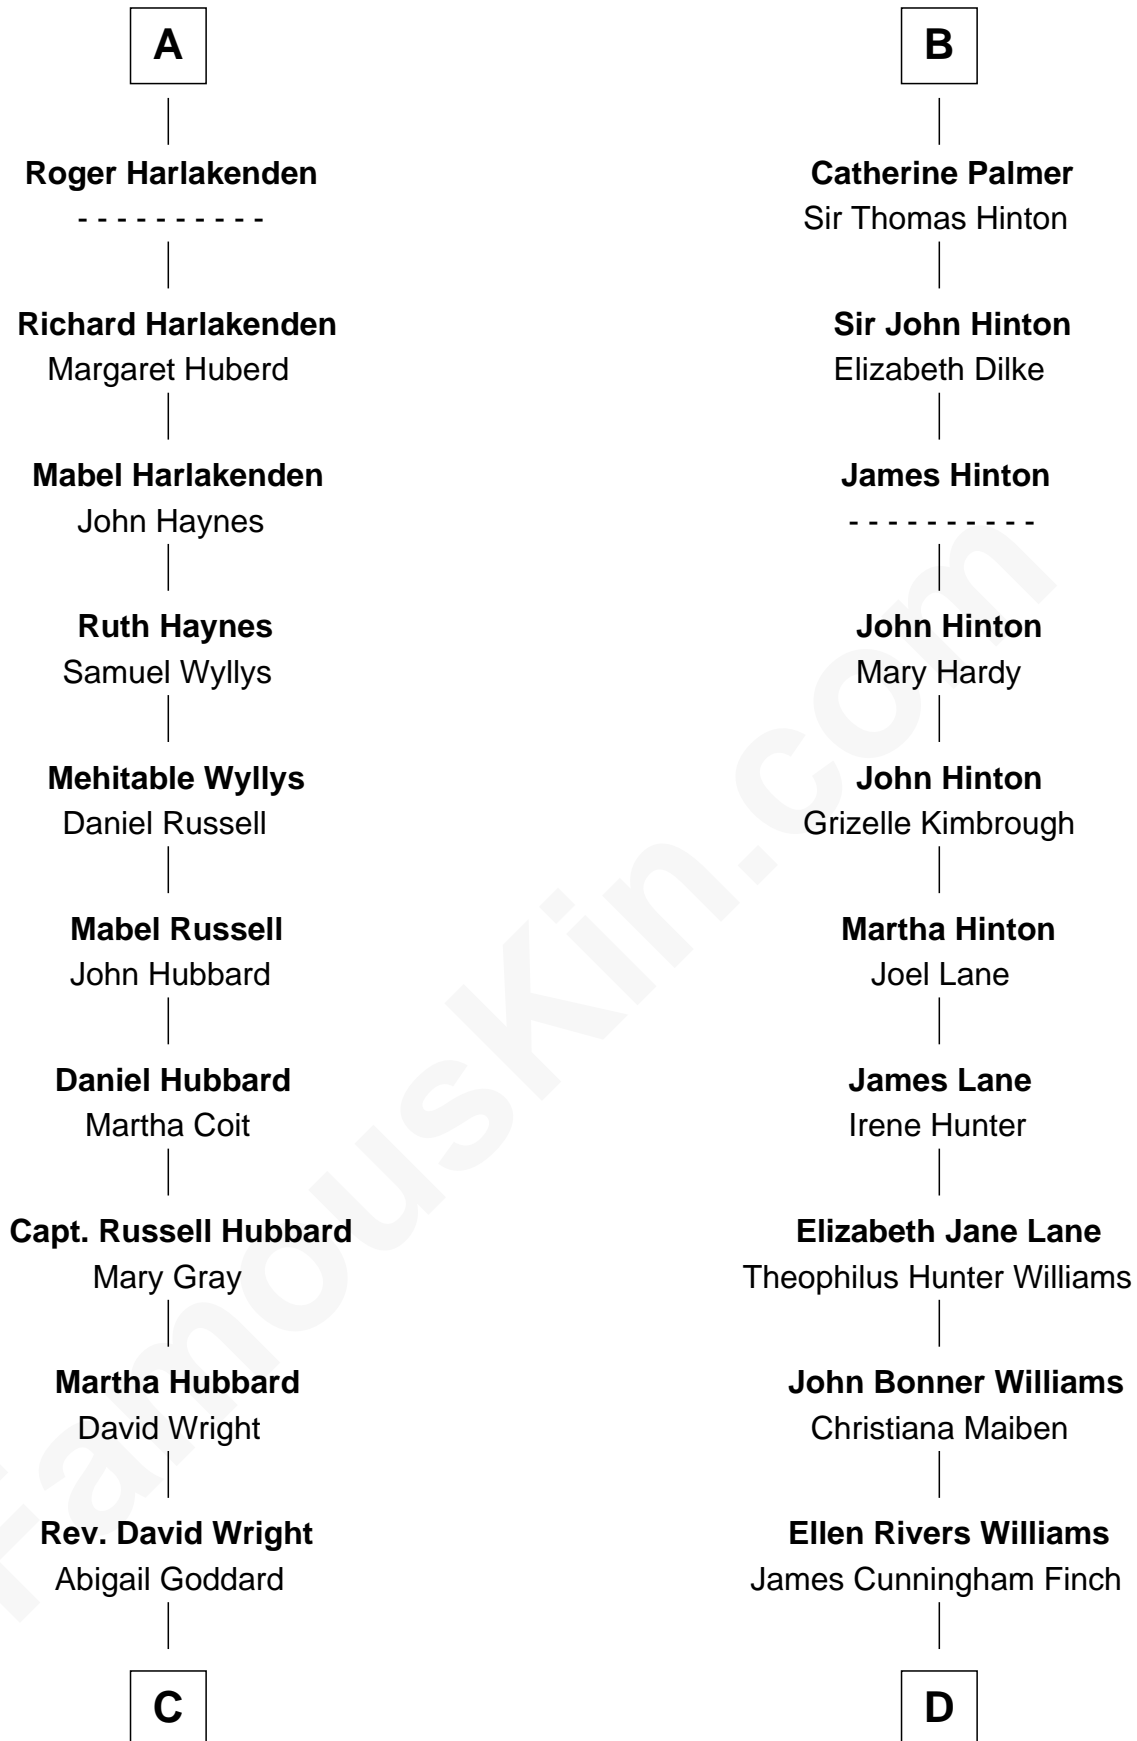 A
Roger Harlakenden
- - - - - - - - - -
Richard Harlakenden
Margaret Huberd
Mabel Harlakenden
John Haynes
Ruth Haynes
Samuel Wyllys
Mehitable Wyllys
Daniel Russell
Mabel Russell
John Hubbard
Daniel Hubbard
Martha Coit
Capt. Russell Hubbard
Mary Gray
Martha Hubbard
David Wright
Rev. David Wright
Abigail Goddard
C
B
Catherine Palmer
Sir Thomas Hinton
Sir John Hinton
Elizabeth Dilke
James Hinton
- - - - - - - - - -
John Hinton
Mary Hardy
John Hinton
Grizelle Kimbrough
Martha Hinton
Joel Lane
James Lane
Irene Hunter
Elizabeth Jane Lane
Theophilus Hunter Williams
John Bonner Williams
Christiana Maiben
Ellen Rivers Williams
James Cunningham Finch
D
FamousKin.com